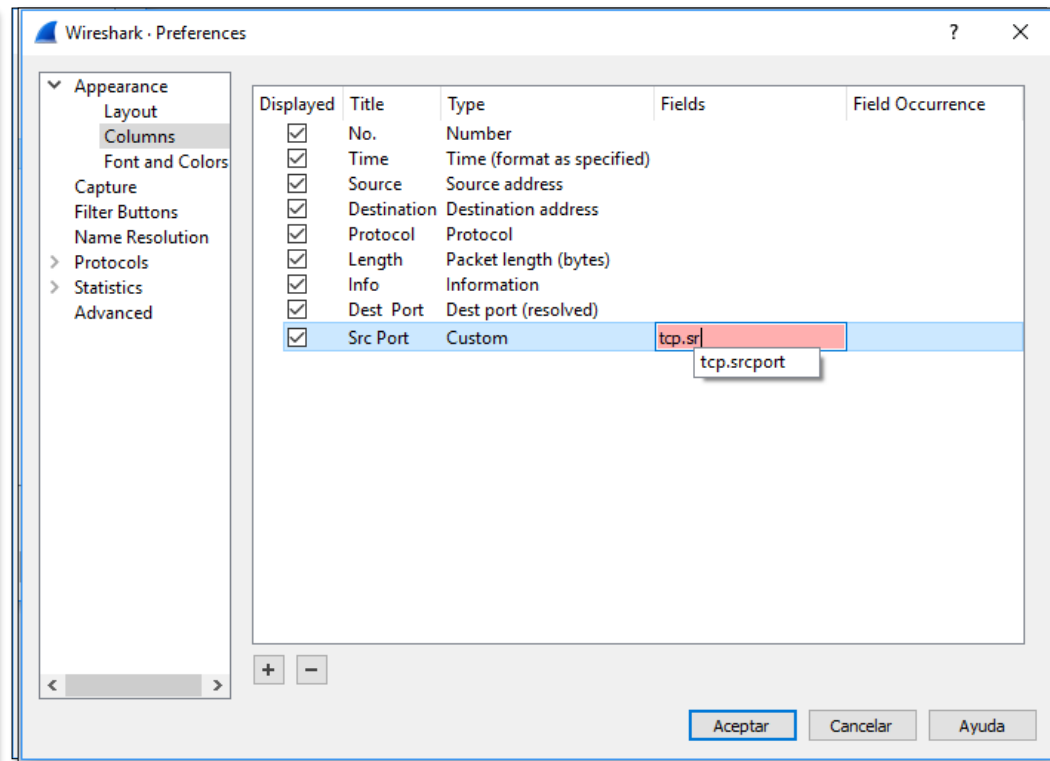 Wireshark · Preferences
Appearance
Layout
Columns
Font and Colors
Capture
Filter Buttons
Name Resolution
Protocols
Statistics
Advanced
Displayed Title Type Fields Field Occurrence
No. Number
Time Time (format as specified)
Source Source address
Destination Destination address
Protocol Protocol
Length Packet length (bytes)
Info Information
Dest Port Dest port (resolved)
Src Port Custom tcp.sr
tcp.srcport
Aceptar Cancelar Ayuda